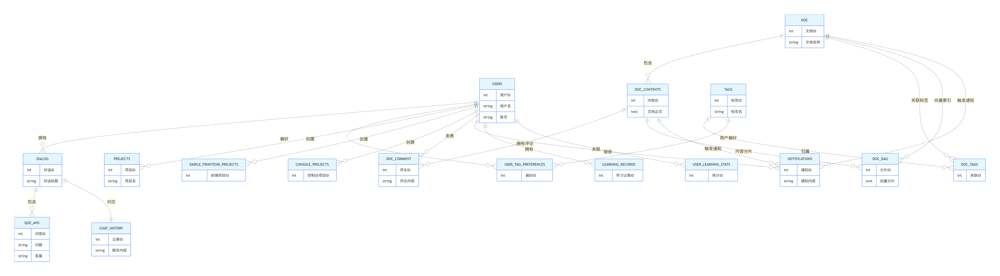 DOC
int 文档ID
string 文档名称
包含
USERS
int 用户ID
string 用户名
string 账号
DOC_CONTENTS
int 内容ID
text 文档正文
TAGS
int 标签ID
string 标签名
关联标签
向量索引
触发通知
拥有
偏好
创建
创建
创建
发表
拥有评论
拥有
关联
接收
用户偏好
触发通知
内容分片
归属
DIALOG
int 对话ID
string 对话标题
PROJECTS
int 项目ID
string 项目名
SIMPLE_FRONTEND_PROJECTS
int 前端项目ID
CONSOLE_PROJECTS
int 控制台项目ID
DOC_COMMENT
int 评论ID
string 评论内容
USER_TAG_PREFERENCES
int 偏好ID
LEARNING_RECORDS
int 学习记录ID
USER_LEARNING_STATS
int 统计ID
NOTIFICATIONS
int 通知ID
string 通知内容
DOC_RAG
int 分片ID
text 向量分片
DOC_TAGS
int 关联ID
包含
对应
QUE_ANS
int 问答ID
string 问题
string 答案
CHAT_HISTORY
int 记录ID
string 聊天内容